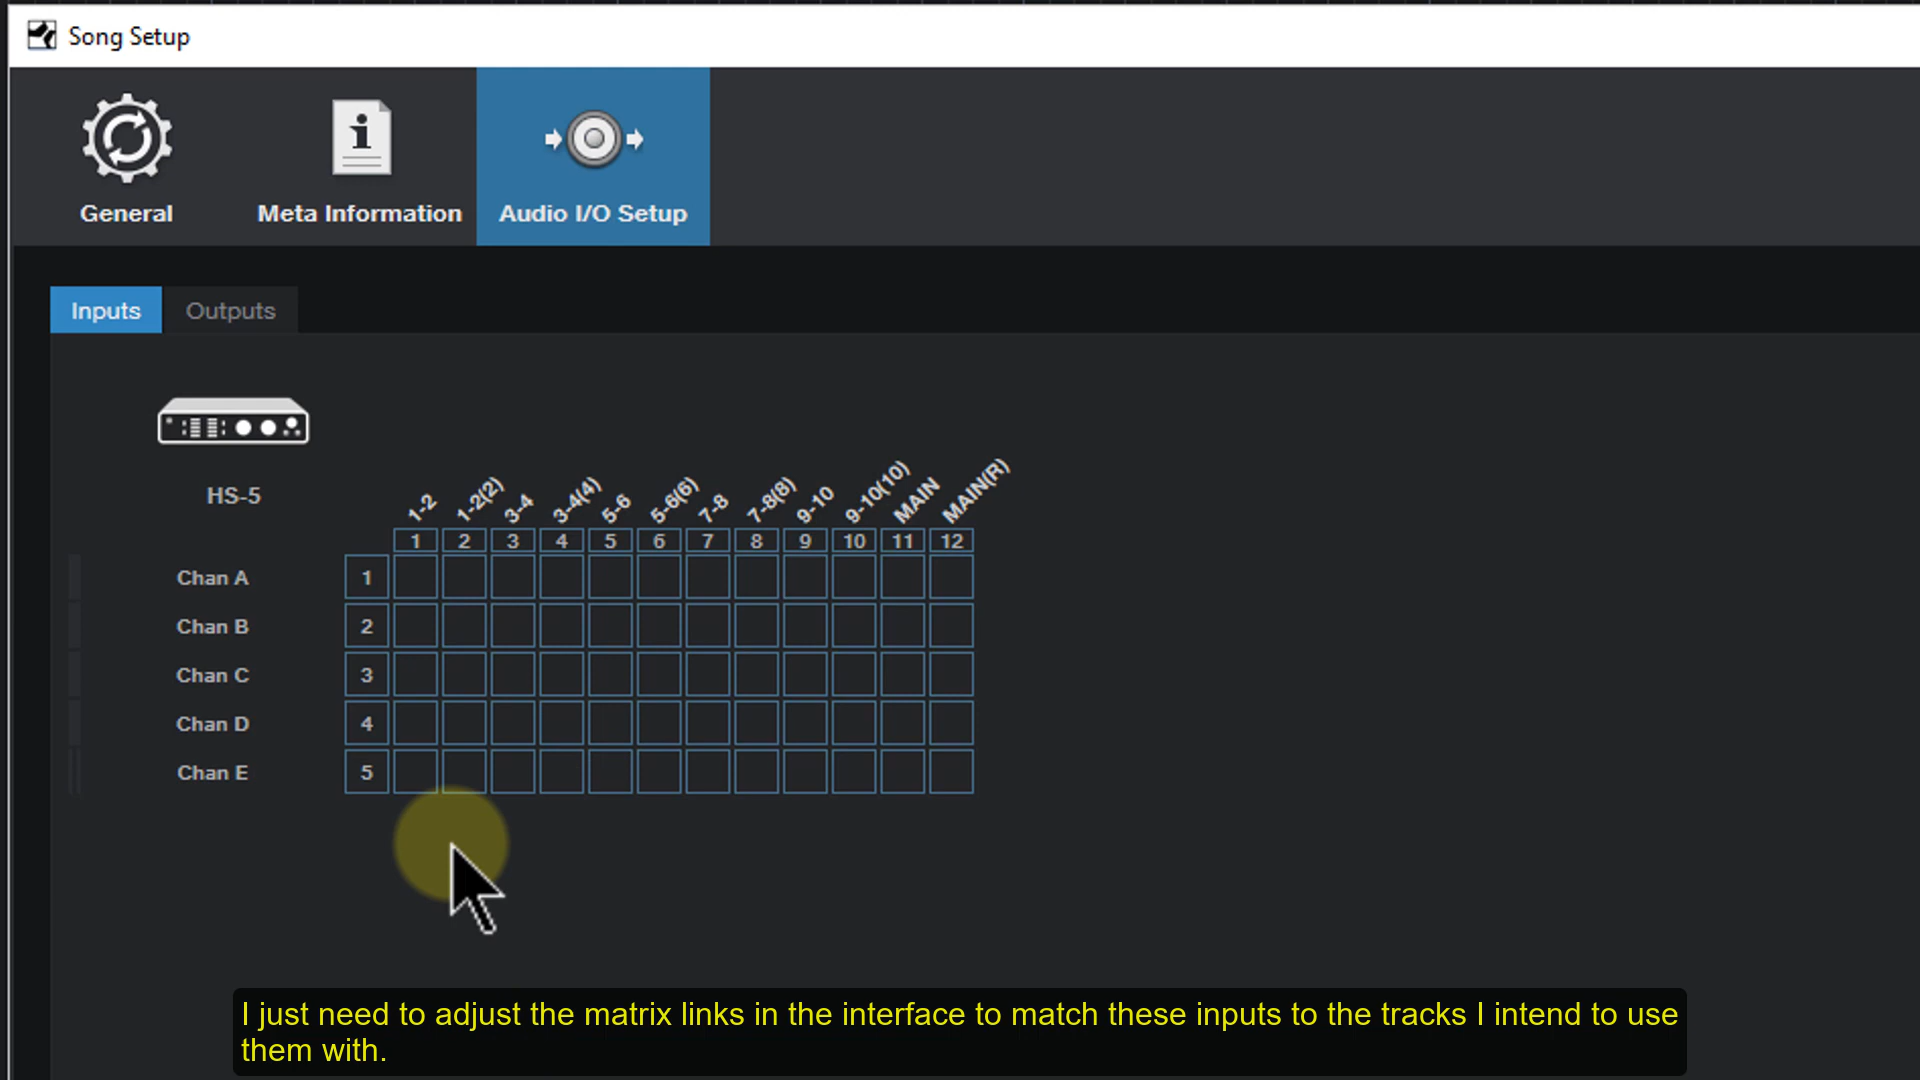 Song Setup
General
Meta Information
Audio I/O Setup
Inputs
Outputs
HS-5
1-2
1-2(2)
3-4
3-4(4)
5-6
5-6(6)
7-8
7-8(8)
9-10
9-10(10)
MAIN
MAIN(R)
1 2 3 4 5 6 7 8 9 10 11 12
Chan A 1
Chan B 2
Chan C 3
Chan D 4
Chan E 5
I just need to adjust the matrix links in the interface to match these inputs to the tracks I intend to use
them with.